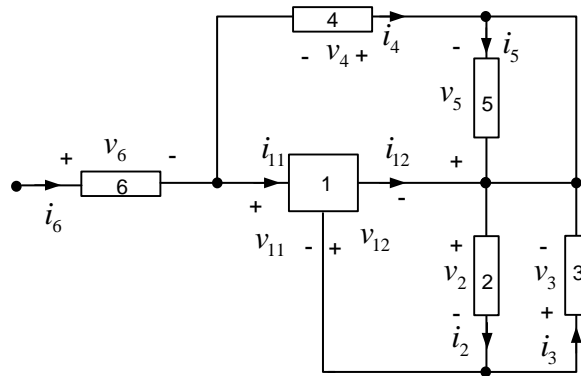 4
i₄
- v₄ +
- i₅
v₅ 5
+ v₆ -
6
i₆
i₁₁ i₁₂
1
+ -
v₁₁ - + v₁₂
+
+ v₂ - 2
i₂
- v₃ + 3
i₃